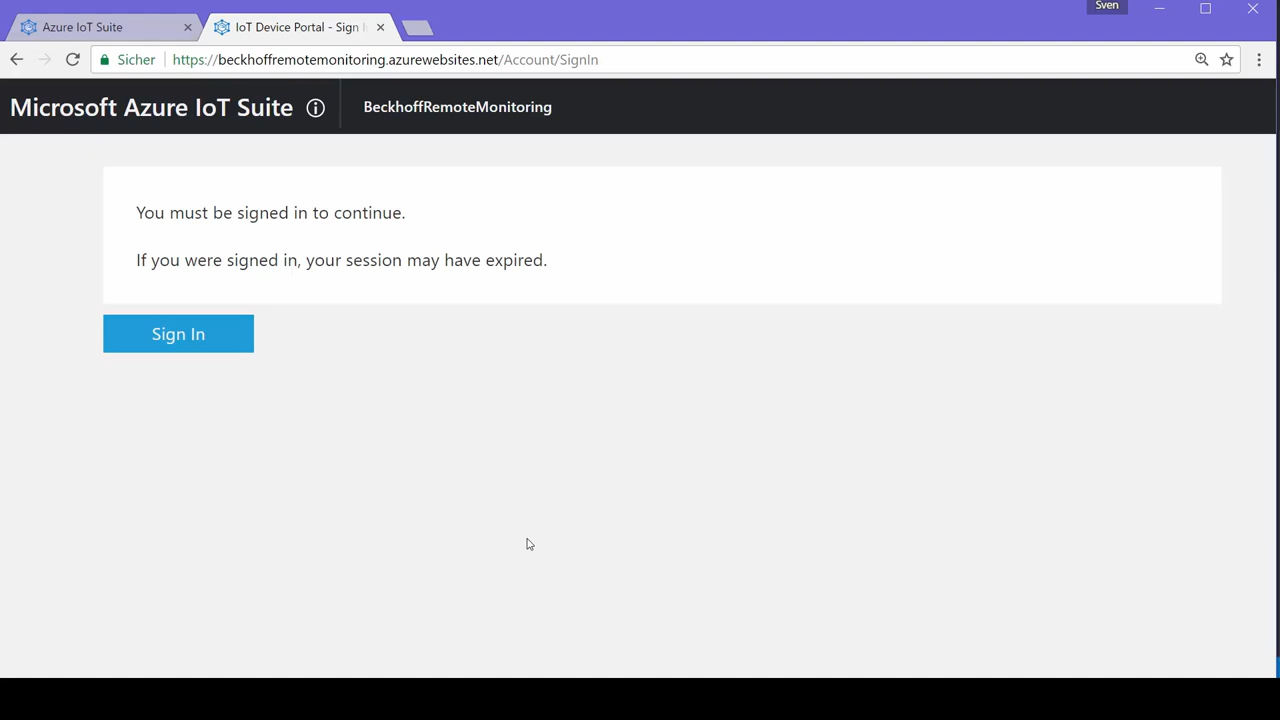 Sven
Azure IoT Suite
IoT Device Portal - Sign
Sicher
https://beckhoffremotemonitoring.azurewebsites.net/Account/SignIn
Microsoft Azure IoT Suite
BeckhoffRemoteMonitoring
You must be signed in to continue.
If you were signed in, your session may have expired.
Sign In